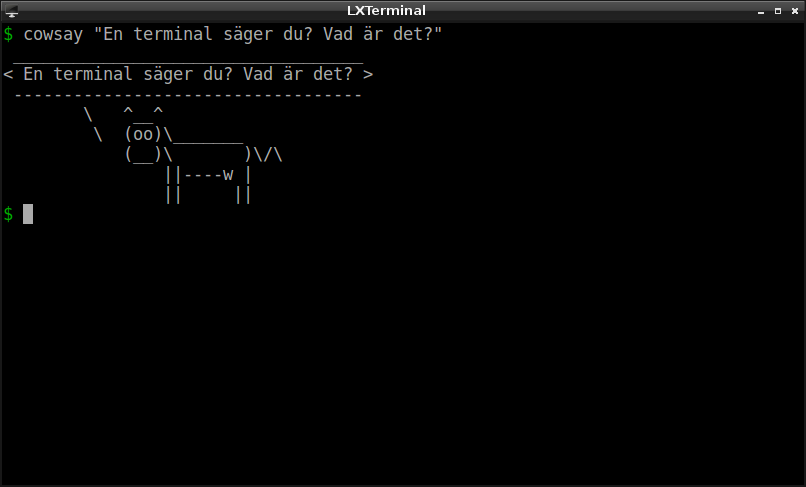 LXTerminal
$ cowsay "En terminal säger du? Vad är det?"
 ___________________________________
< En terminal säger du? Vad är det? >
 -----------------------------------
        \   ^__^
         \  (oo)\_______
            (__)\       )\/\
                ||----w |
                ||     ||
$